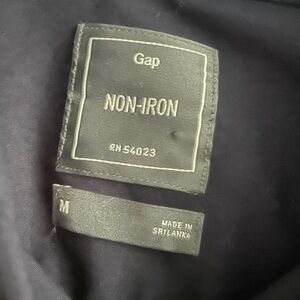 Gap
NON-IRON
RN 54023
M
MADE IN
SRI LANKA